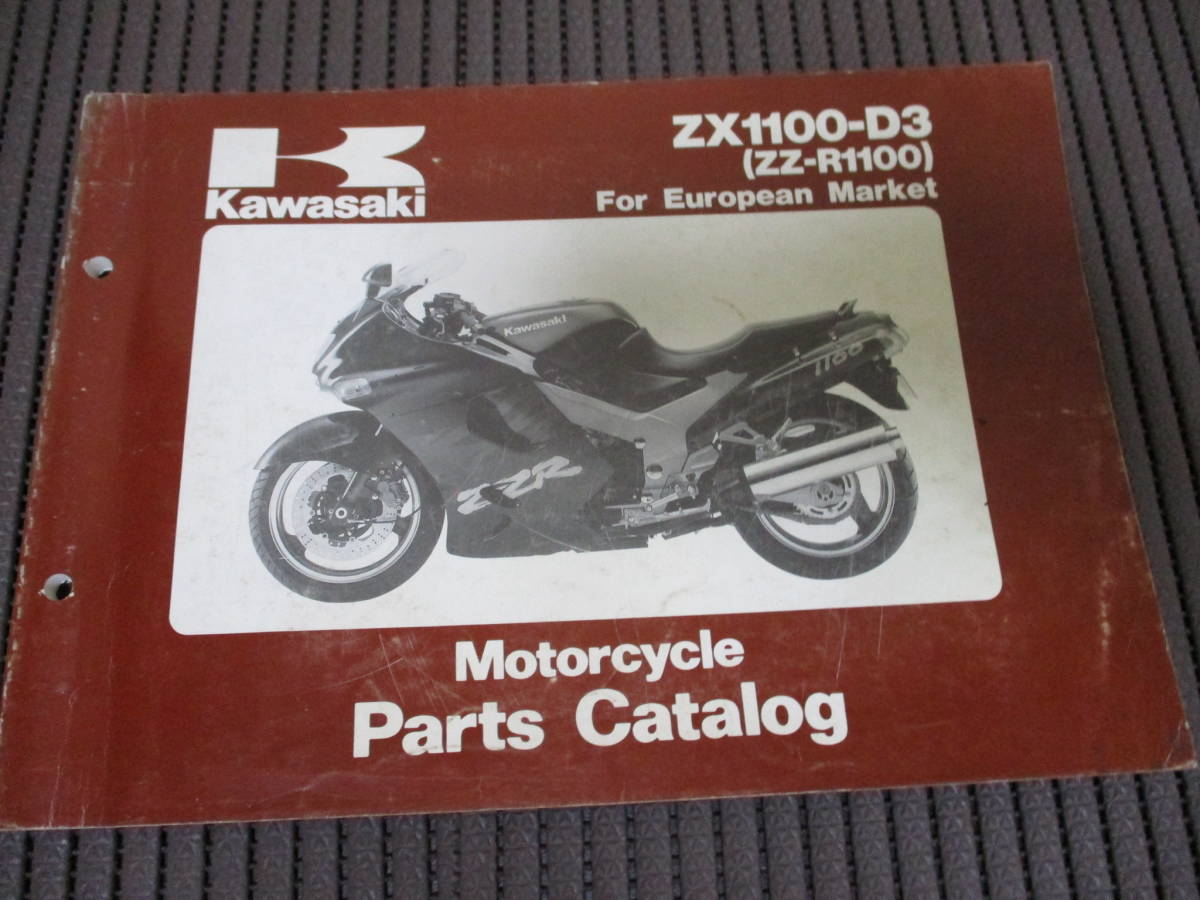 Kawasaki
ZX1100-D3
(ZZ-R1100)
For European Market
Kawasaki
1100
ZZR
Motorcycle
Parts Catalog